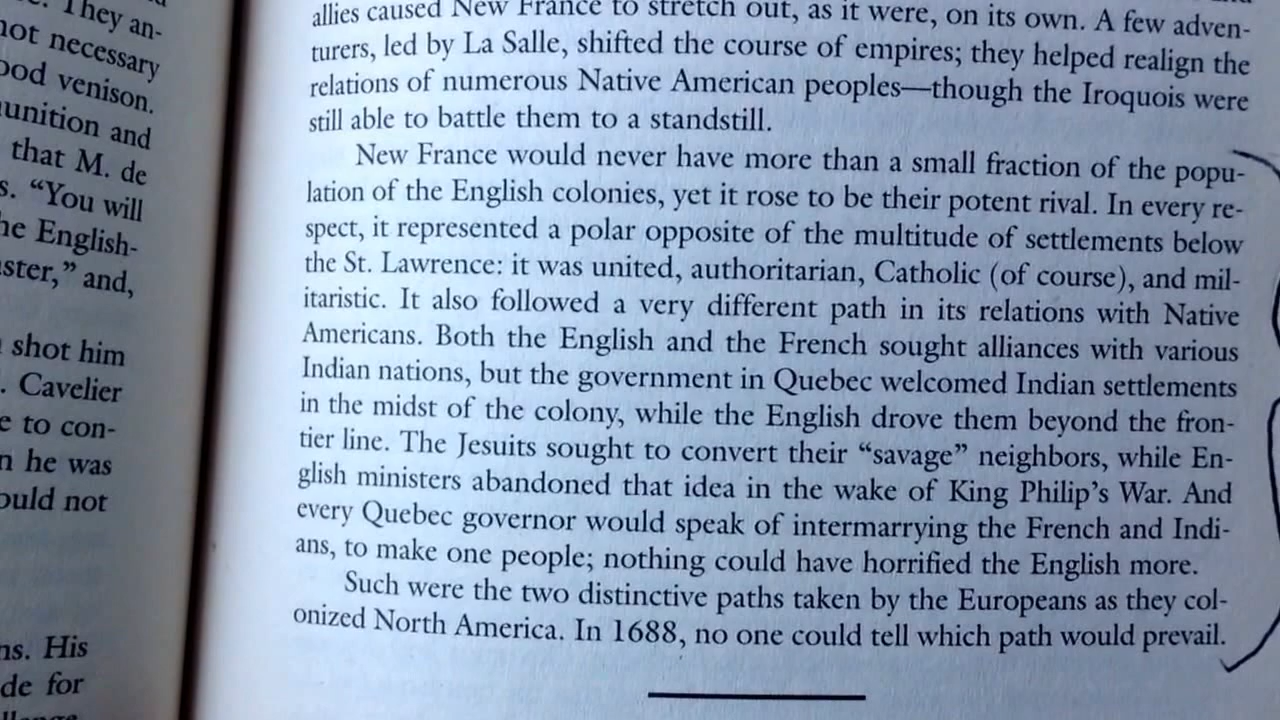 They an-
not necessary
ood venison.
unition and
that M. de
s. “You will
he English-
ster,” and,
shot him
. Cavelier
e to con-
n he was
ould not
ns. His
de for
allies caused New France to stretch out, as it were, on its own. A few adven-
turers, led by La Salle, shifted the course of empires; they helped realign the
relations of numerous Native American peoples—though the Iroquois were
still able to battle them to a standstill.
New France would never have more than a small fraction of the popu-
lation of the English colonies, yet it rose to be their potent rival. In every re-
spect, it represented a polar opposite of the multitude of settlements below
the St. Lawrence: it was united, authoritarian, Catholic (of course), and mil-
itaristic. It also followed a very different path in its relations with Native
Americans. Both the English and the French sought alliances with various
Indian nations, but the government in Quebec welcomed Indian settlements
in the midst of the colony, while the English drove them beyond the fron-
tier line. The Jesuits sought to convert their “savage” neighbors, while En-
glish ministers abandoned that idea in the wake of King Philip’s War. And
every Quebec governor would speak of intermarrying the French and Indi-
ans, to make one people; nothing could have horrified the English more.
Such were the two distinctive paths taken by the Europeans as they col-
onized North America. In 1688, no one could tell which path would prevail.